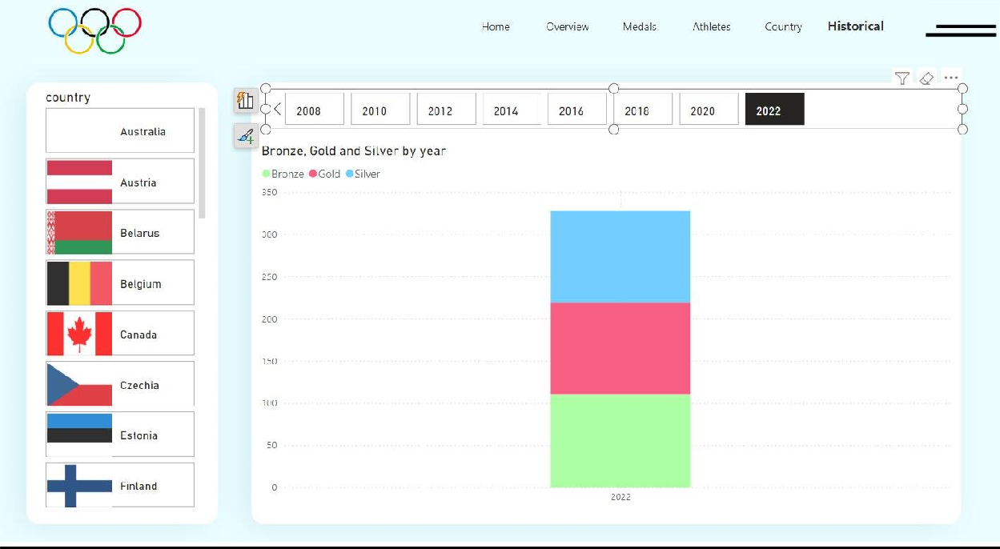 Home Overview Medals Athletes Country Historical
country
Australia
Austria
Belarus
Belgium
Canada
Czechia
Estonia
Finland
2008 2010 2012 2014 2016 2018 2020 2022
Bronze, Gold and Silver by year
Bronze Gold Silver
350
300
250
200
150
100
50
0
2022